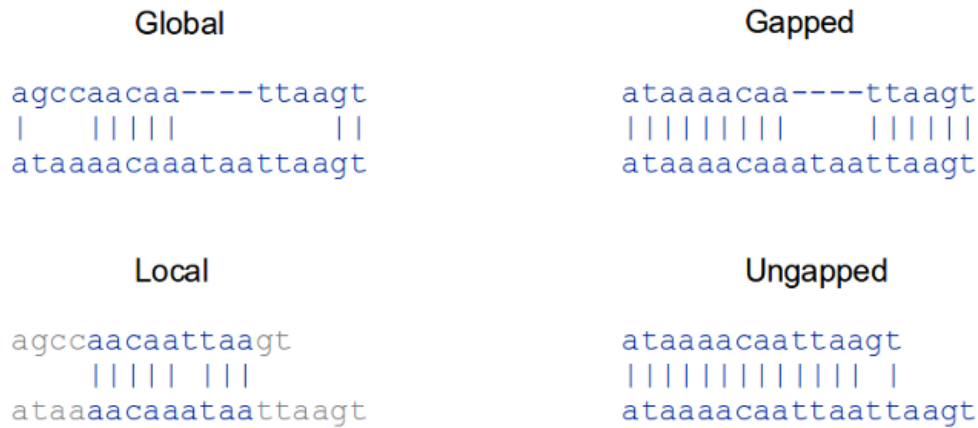 Global
Gapped
agccaacaa----ttaagt
|   |||||        ||
ataaaacaaataattaagt
ataaaacaa----ttaagt
|||||||||    ||||||
ataaaacaaataattaagt
Local
Ungapped
agccaacaattaagt
    ||||| |||
ataaaacaaataattaagt
ataaaacaattaagt
||||||||||||| |
ataaaacaattaattaagt